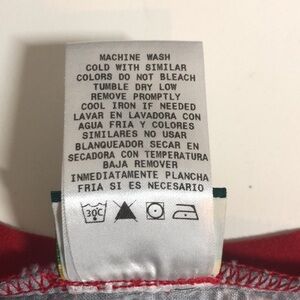 MACHINE WASH
COLD WITH SIMILAR
COLORS DO NOT BLEACH
TUMBLE DRY LOW
REMOVE PROMPTLY
COOL IRON IF NEEDED
LAVAR EN LAVADORA CON
AGUA FRIA Y COLORES
SIMILARES NO USAR
BLANQUEADOR SECAR EN
SECADORA CON TEMPERATURA
BAJA REMOVER
INMEDIATAMENTE PLANCHA
FRIA SI ES NECESARIO
30C